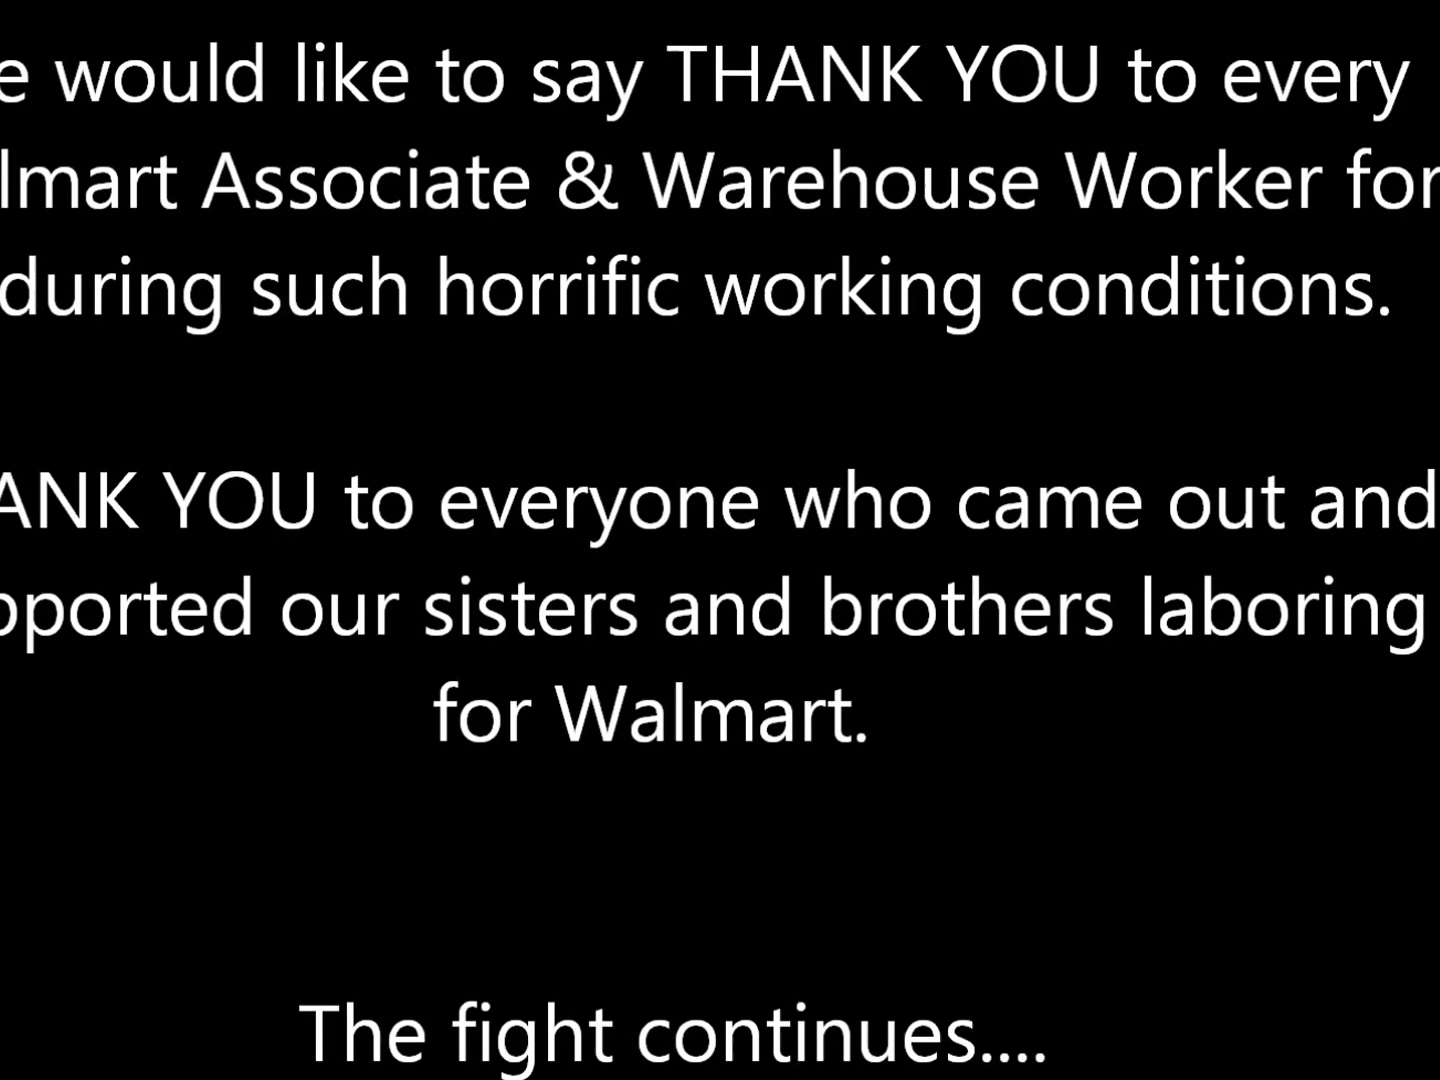 e would like to say THANK YOU to every
lmart Associate & Warehouse Worker for
during such horrific working conditions.
ANK YOU to everyone who came out and
pported our sisters and brothers laboring
for Walmart.
The fight continues....